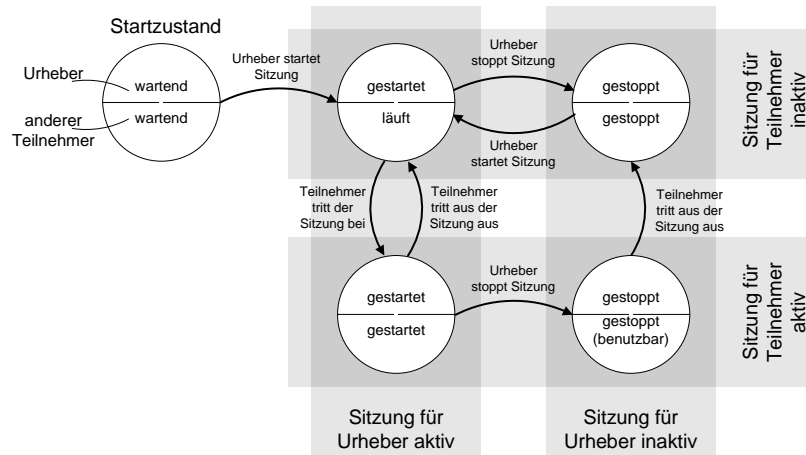 Startzustand
Urheber
wartend
anderer
Teilnehmer
wartend
Urheber startet
Sitzung
gestartet
läuft
Urheber
stoppt Sitzung
Urheber
startet Sitzung
gestoppt
gestoppt
Sitzung für
Teilnehmer
inaktiv
Teilnehmer
tritt der
Sitzung bei
Teilnehmer
tritt aus der
Sitzung aus
Teilnehmer
tritt aus der
Sitzung aus
gestartet
gestartet
Urheber
stoppt Sitzung
gestoppt
gestoppt
(benutzbar)
Sitzung für
Teilnehmer
aktiv
Sitzung für
Urheber aktiv
Sitzung für
Urheber inaktiv